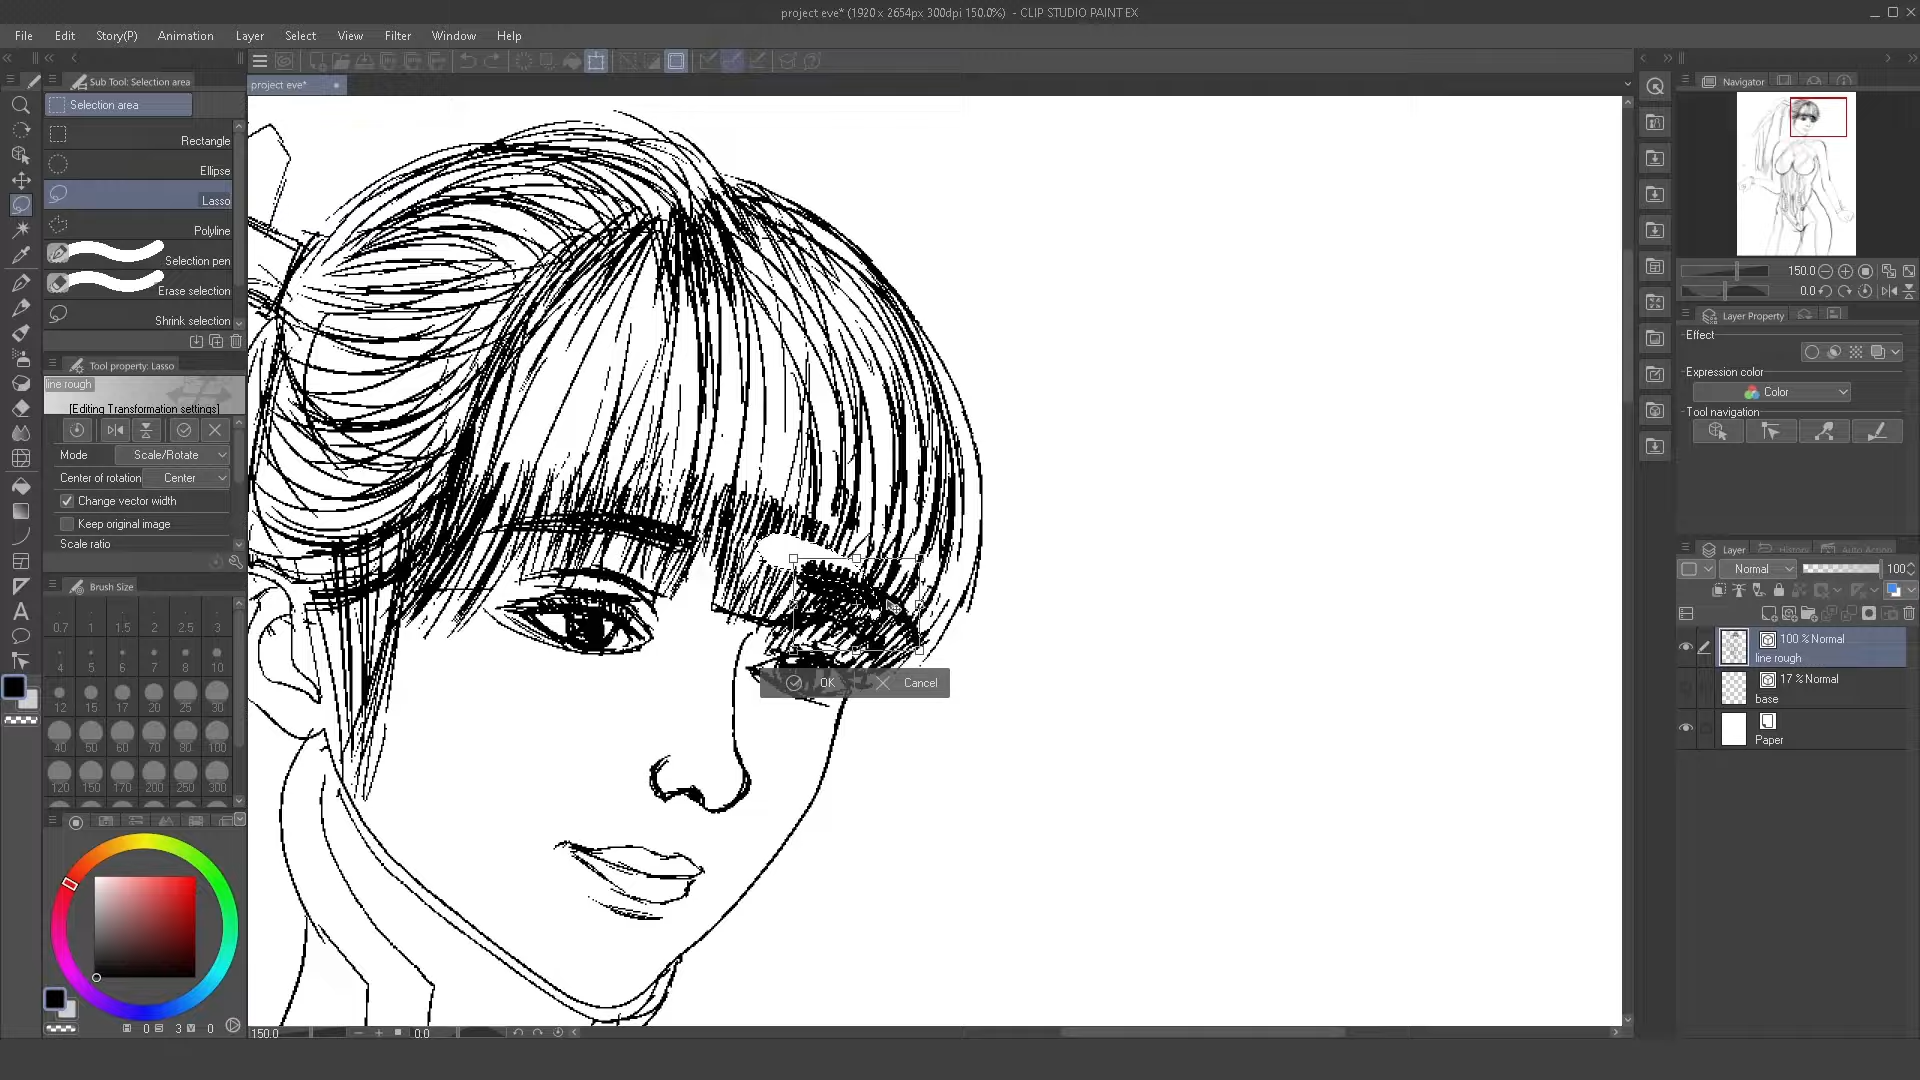 project eve* (1920 x 2654px 300dpi 150.0%) - CLIP STUDIO PAINT EX
File Edit Story(P) Animation Layer Select View Filter Window Help
Sub Tool: Selection area
project eve*
Navigator
Selection area
Rectangle
Ellipse
Lasso
Polyline
Selection pen
Erase selection
Shrink selection
Tool property: Lasso
line rough
[Editing Transformation settings]
Mode Scale/Rotate
Center of rotation Center
Change vector width
Keep original image
Scale ratio
Brush Size
0.7 1 1.5 2 2.5 3
4 5 6 7 8 10
12 15 17 20 25 30
40 50 60 70 80 100
120 150 170 200 250 300
H 0 S 3 V 0
OK Cancel
150.0 0.0
150.0
0.0
Layer Property
Effect
Expression color
Color
Tool navigation
Layer History Auto Action
Normal 100
100 % Normal
line rough
17 % Normal
base
Paper